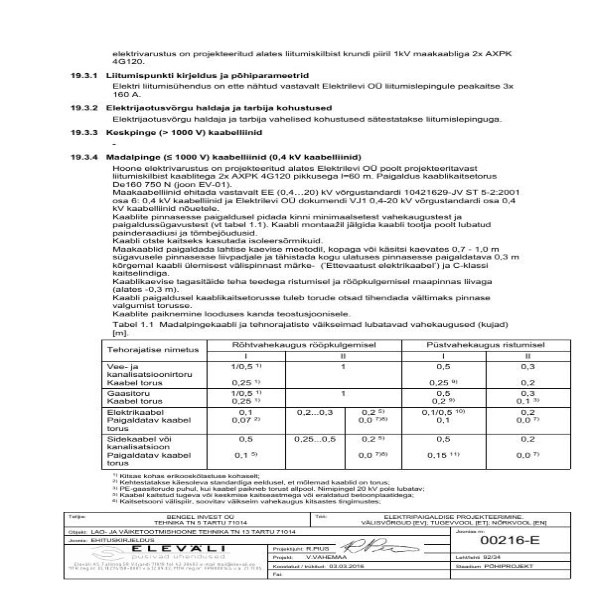 elektrivarustus on projekteeritud alates liitumiskilbist krundi piiril 1kV maakaabliga 2x AXPK
4G120.
19.3.1 Liitumispunkti kirjeldus ja põhiparameetrid
Elektri liitumisühendus on ette nähtud vastavalt Elektrilevi OÜ liitumislepingule peakaitse 3x
160 A.
19.3.2 Elektrijaotusvõrgu haldaja ja tarbija kohustused
Elektrijaotusvõrgu haldaja ja tarbija vahelised kohustused sätestatakse liitumislepinguga.
19.3.3 Keskpinge (> 1000 V) kaabelliinid
-
19.3.4 Madalpinge (≤ 1000 V) kaabelliinid (0,4 kV kaabelliinid)
Hoone elektrivarustus on projekteeritud alates Elektrilevi OÜ poolt projekteeritavast
liitumiskilbist kaablitega 2x AXPK 4G120 pikkusega l=60 m. Paigaldus kaablikaitsetorus
De160 750 N (joon EV-01).
Maakaabelliinid ehitada vastavalt EE (0,4…20) kV võrgustandardi 10421629-JV ST 5-2:2001
osa 6: 0,4 kV kaabelliinid ja Elektrilevi OÜ dokumendi VJ1 0,4-20 kV võrgustandardi osa 0,4
kV kaabelliinid nõuetele.
Kaablite pinnasesse paigaldusel pidada kinni minimaalsetest vahekaugustest ja
paigaldussügavustest (vt tabel 1.1). Kaabli montaažil jälgida kaabli tootja poolt lubatud
painderaadiusi ja tõmbejõudusid.
Kaabli otste kaitseks kasutada isoleersõrmikuid.
Maakaablid paigaldada lahtise kaevise meetodil, kopaga või käsitsi kaevates 0,7 - 1,0 m
sügavusele pinnasesse liivpadjale ja tähistada kogu ulatuses pinnasesse paigaldatava 0,3 m
kõrgemal kaabli ülemisest välispinnast märke- ("Ettevaatust elektrikaabel") ja C-klassi
kaitselindiga.
Kaablikaevise tagasitäide teha teedega ristumisel ja rööpkulgemisel maapinnas liivaga
(alates -0,3 m).
Kaabli paigaldusel kaablikaitsetorusse tuleb torude otsad tihendada vältimaks pinnase
valgumist torusse.
Kaablite paiknemine looduses kanda teostusjoonisele.
Tabel 1.1 Madalpingekaabli ja tehnorajatiste väikseimad lubatavad vahekaugused (kujad)
[m].
Tehorajatise nimetus Rõhtvahekaugus rööpkulgemisel Püstvahekaugus ristumisel
I II I II
Vee- ja
kanalisatsioonirtoru
Kaabel torus
1/0,5 ¹⁾ 1 0,5 0,3
0,25 ¹⁾ 0,25 ⁹⁾ 0,2
Gaasitoru 1/0,5 ¹⁾ 1 0,5 0,3
Kaabel torus 0,25 ¹⁾ 0,2 ⁹⁾ 0,1 ³⁾
Elektrikaabel 0,1 0,2...0,3 0,2 ⁵⁾ 0,1/0,5 ¹⁰⁾ 0,2
Paigaldatav kaabel 0,07 ²⁾ 0,0 ⁷⁾⁸⁾ 0,1 0,0 ⁷⁾
torus
Sidekaabel või 0,5 0,25...0,5 0,2 ⁵⁾ 0,5 0,2
kanalisatsioon
Paigaldatav kaabel 0,1 ⁵⁾ 0,0 ⁷⁾⁸⁾ 0,15 ¹¹⁾ 0,0 ⁷⁾
torus
¹⁾ Kitsas kohas erikooskõlastuse kohaselt;
²⁾ Kehtestatakse käesoleva standardiga eeldusel, et mõlemad kaablid on torus;
³⁾ PE-gaasitorude puhul, kui kaabel paikneb torust allpool. Nimipingel 20 kV pole lubatav;
Kaabel kaitstud tugeva või keskmise kaitseastmega või eraldatud betoonplaatidega;
Kaitsetsooni välispiir, soovitav väikseim vahekaugus kitsastes tingimustes;
Tellija: BENGEL INVEST OÜ
TEHNIKA TN 5 TARTU 71014
Töö: ELEKTRIPAIGALDISE PROJEKTEERIMINE.
VÄLISVÕRGUD [EV], TUGEVVOOL [ET], NÕRKVOOL [EN]
Objekt: LAO- JA VÄIKETOOTMISHOONE TEHNIKA TN 13 TARTU 71014
Joonis: EHITUSKIRJELDUS
Joonise nr:
00216-E
ELEVALI
pusivad ühendused
Projektijuht: R.PIUS
Projekt: V.VAHEMAA
Koostatud / trükitud: 03.03.2016
Fail:
Leht/lehti 92/34
Staadium PÕHIPROJEKT